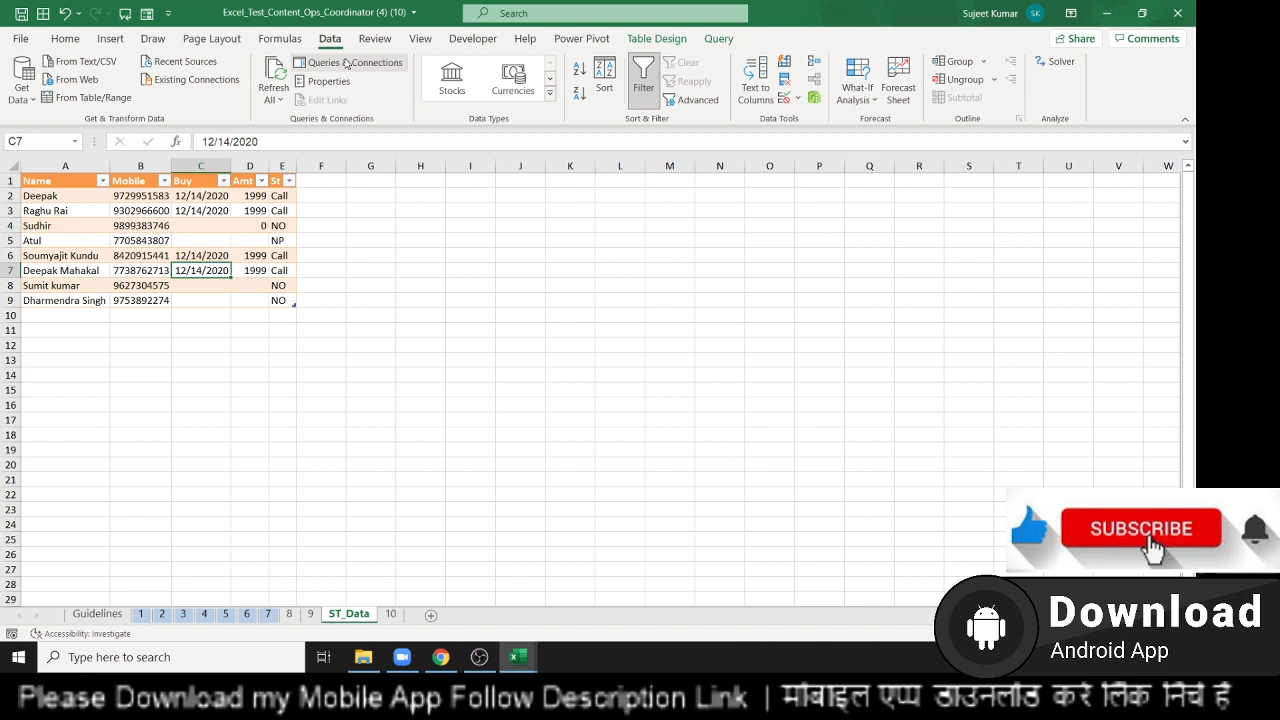 Excel_Test_Content_Ops_Coordinator (4) (10)
Search
Sujeet Kumar SK
File Home Insert Draw Page Layout Formulas Data Review View Developer Help Power Pivot Table Design Query Share Comments
Get Data
From Text/CSV
From Web
From Table/Range
Recent Sources
Existing Connections
Get & Transform Data
Refresh All
Queries & Connections
Properties
Edit Links
Queries & Connections
Stocks Currencies
Data Types
Sort
Filter
Clear
Reapply
Advanced
Sort & Filter
Text to Columns
Data Tools
What-If Analysis
Forecast Sheet
Forecast
Group
Ungroup
Subtotal
Outline
Solver
Analyze
C7 fx 12/14/2020
A B C D E F G H I J K L M N O P Q R S T U V W
1 Name Mobile Buy Amt St
2 Deepak 9729951583 12/14/2020 1999 Call
3 Raghu Rai 9302966600 12/14/2020 1999 Call
4 Sudhir 9899383746 0 NO
5 Atul 7705843807 NP
6 Soumyajit Kundu 8420915441 12/14/2020 1999 Call
7 Deepak Mahakal 7738762713 12/14/2020 1999 Call
8 Sumit kumar 9627304575 NO
9 Dharmendra Singh 9753892274 NO
10
11
12
13
14
15
16
17
18
19
20
21
22
23
24
25
26
27
28
29
SUBSCRIBE
Download
Android App
Guidelines 1 2 3 4 5 6 7 8 9 ST_Data 10
Accessibility: Investigate
Type here to search
Please Download my Mobile App Follow Description Link | मोबाइल एप्प डाउनलोड करे लिंक निचे है